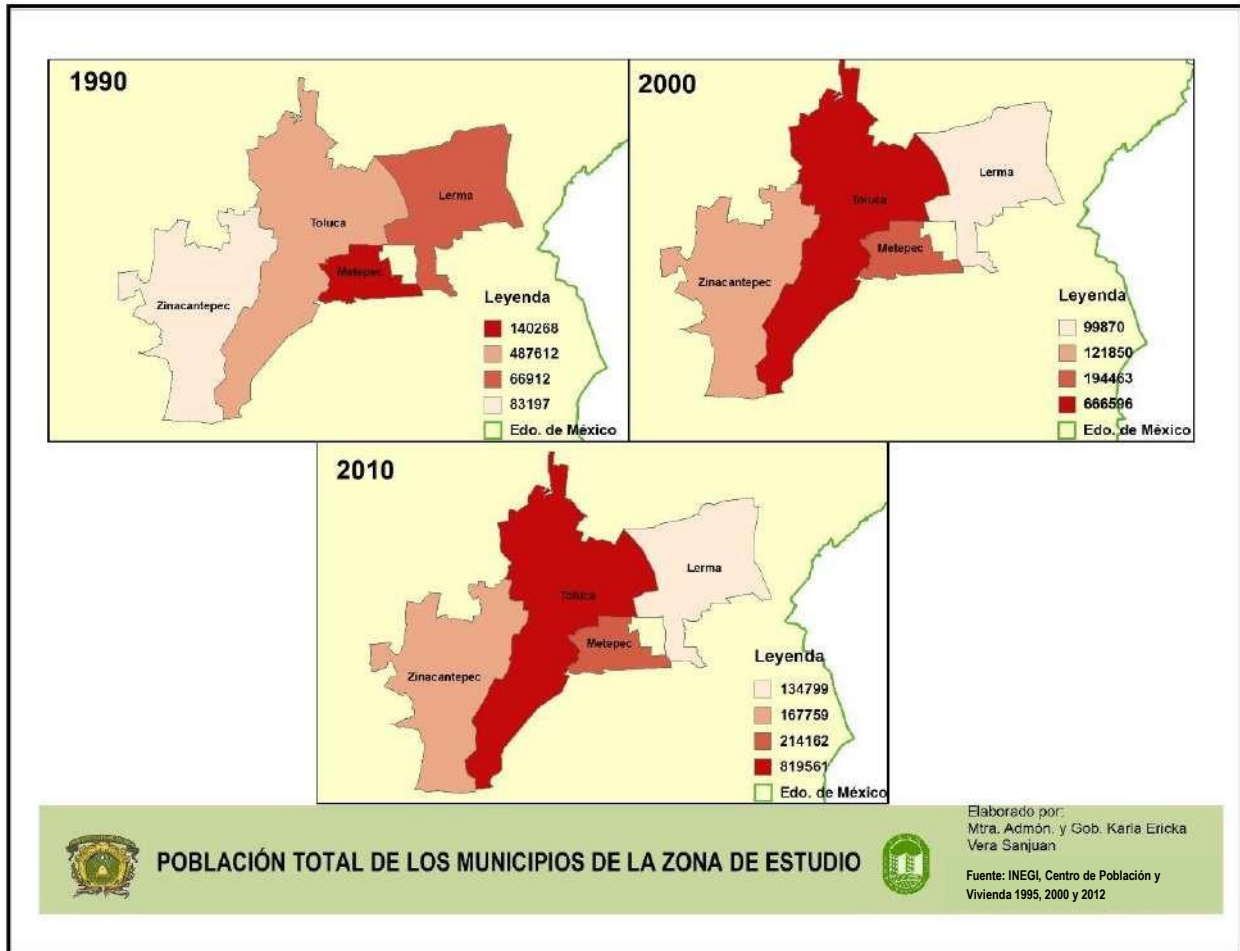 1990
Lerma
Toluca
Metepec
Zinacantepec
Leyenda
140268
487612
66912
83197
Edo. de México
2000
Lerma
Toluca
Metepec
Zinacantepec
Leyenda
99870
121850
194463
666596
Edo. de México
2010
Lerma
Toluca
Metepec
Zinacantepec
Leyenda
134799
167759
214162
819561
Edo. de México
POBLACIÓN TOTAL DE LOS MUNICIPIOS DE LA ZONA DE ESTUDIO
Elaborado por:
Mtra. Admón. y Gob. Karla Ericka
Vera Sanjuan
Fuente: INEGI, Centro de Población y
Vivienda 1995, 2000 y 2012